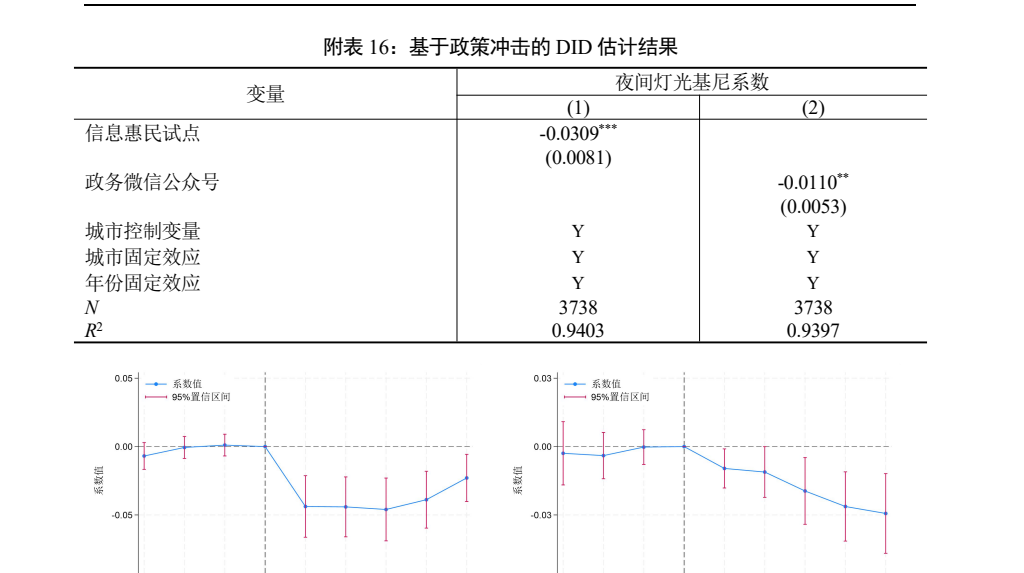 附表 16：基于政策冲击的 DID 估计结果
变量 夜间灯光基尼系数
(1) (2)
信息惠民试点 -0.0309***
(0.0081)
政务微信公众号 -0.0110**
(0.0053)
城市控制变量 Y Y
城市固定效应 Y Y
年份固定效应 Y Y
N 3738 3738
R² 0.9403 0.9397
0.05
系数值
95%置信区间
0.00
系数值
-0.05
0.03
系数值
95%置信区间
0.00
系数值
-0.03